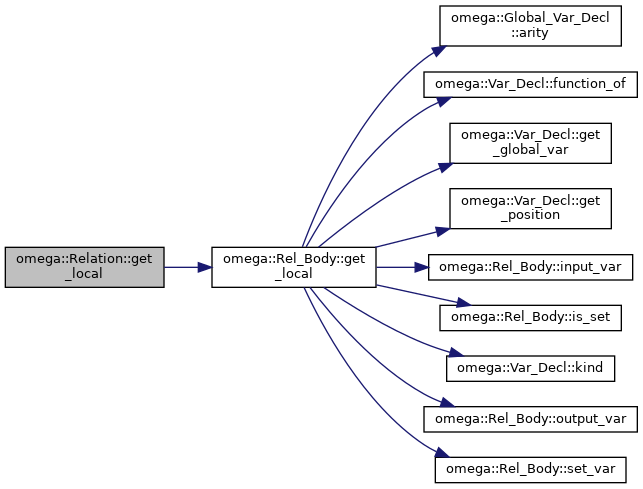 omega::Relation::get
_local
omega::Rel_Body::get
_local
omega::Global_Var_Decl
::arity
omega::Var_Decl::function_of
omega::Var_Decl::get
_global_var
omega::Var_Decl::get
_position
omega::Rel_Body::input_var
omega::Rel_Body::is_set
omega::Var_Decl::kind
omega::Rel_Body::output_var
omega::Rel_Body::set_var